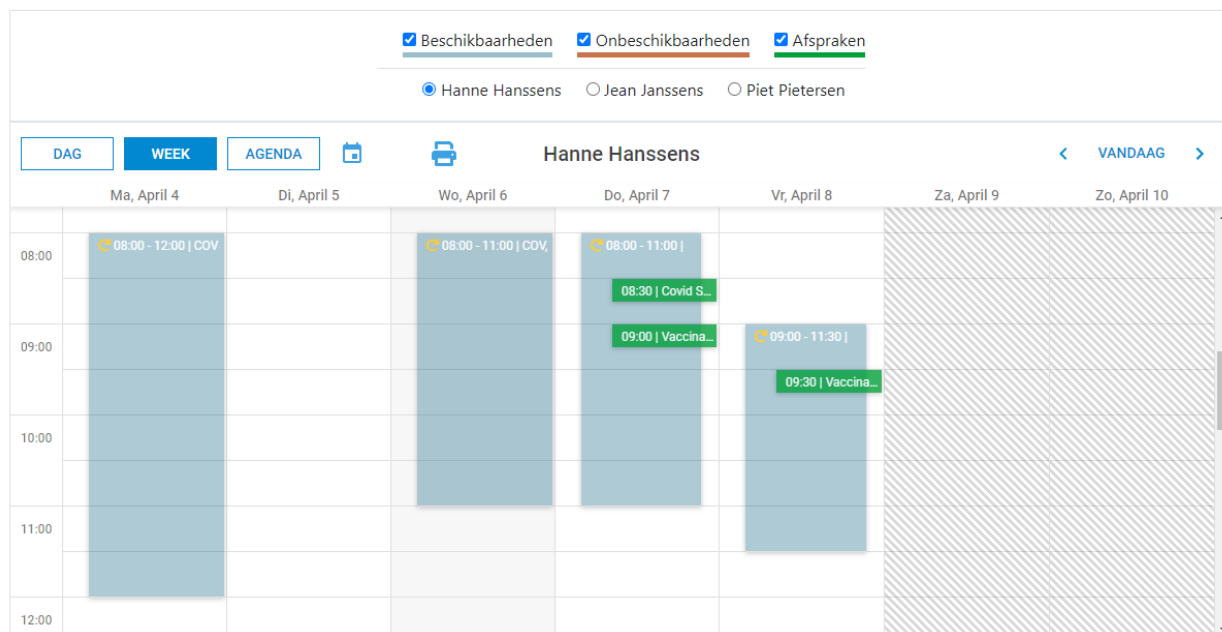 Beschikbaarheden Onbeschikbaarheden Afspraken
Hanne Hanssens Jean Janssens Piet Pietersen
DAG WEEK AGENDA Hanne Hanssens VANDAAG
Ma, April 4 Di, April 5 Wo, April 6 Do, April 7 Vr, April 8 Za, April 9 Zo, April 10
08:00 - 12:00 | COV 08:00 - 11:00 | COV, 08:00 - 11:00 |
08:00
08:30 | Covid S...
09:00 | Vaccina... 09:00 - 11:30 |
09:00
09:30 | Vaccina...
10:00
11:00
12:00